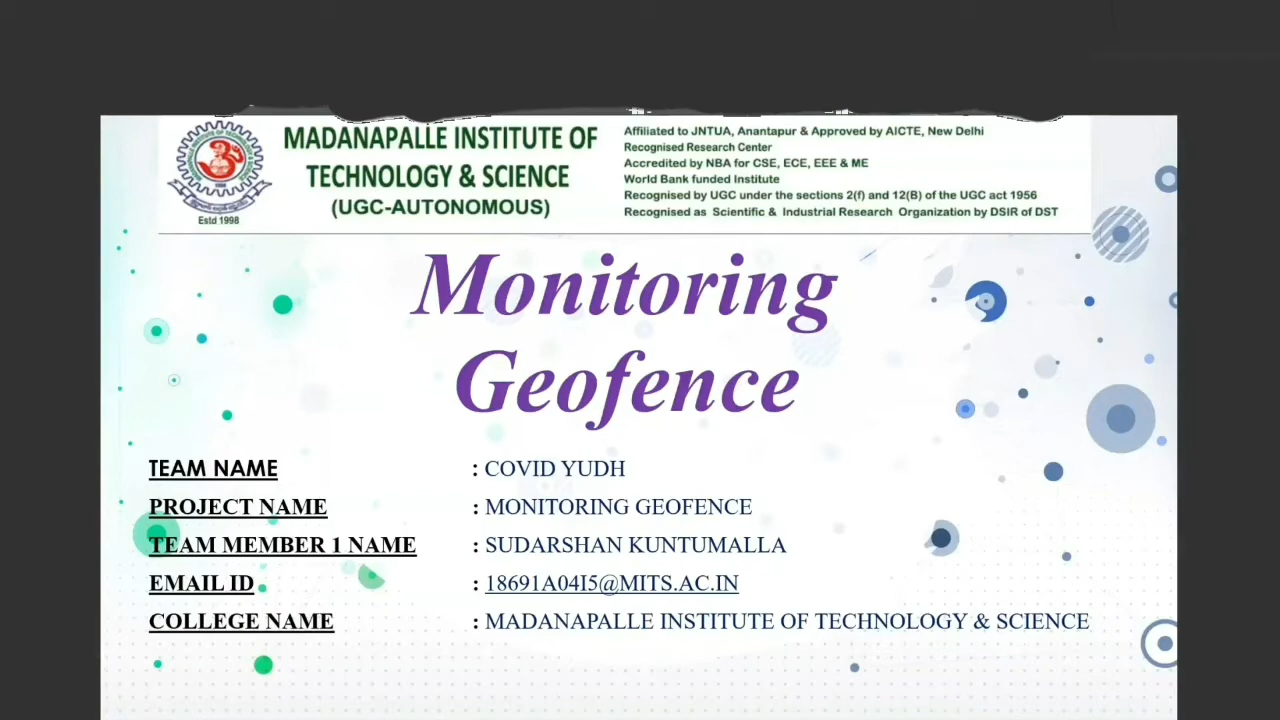 MADANAPALLE INSTITUTE OF
TECHNOLOGY & SCIENCE
(UGC-AUTONOMOUS)
Estd 1998
Affiliated to JNTUA, Anantapur & Approved by AICTE, New Delhi
Recognised Research Center
Accredited by NBA for CSE, ECE, EEE & ME
World Bank funded Institute
Recognised by UGC under the sections 2(f) and 12(B) of the UGC act 1956
Recognised as Scientific & Industrial Research Organization by DSIR of DST
Monitoring
Geofence
TEAM NAME : COVID YUDH
PROJECT NAME : MONITORING GEOFENCE
TEAM MEMBER 1 NAME : SUDARSHAN KUNTUMALLA
EMAIL ID : 18691A04I5@MITS.AC.IN
COLLEGE NAME : MADANAPALLE INSTITUTE OF TECHNOLOGY & SCIENCE